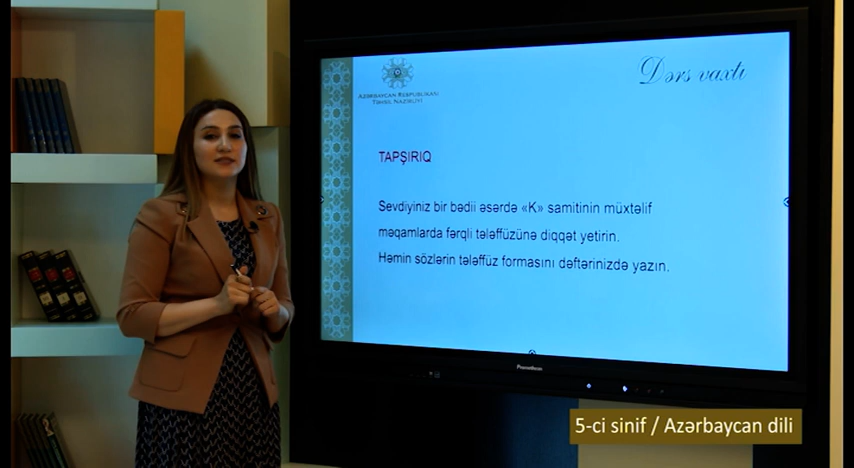 Dərs vaxtı
AZƏRBAYCAN RESPUBLİKASI
TƏHSİL NAZİRLİYİ
TAPŞIRIQ
Sevdiyiniz bir bədii əsərdə «K» samitinin müxtəlif
məqamlarda fərqli tələffüzünə diqqət yetirin.
Həmin sözlərin tələffüz formasını dəftərinizdə yazın.
Promethean
5-ci sinif / Azərbaycan dili